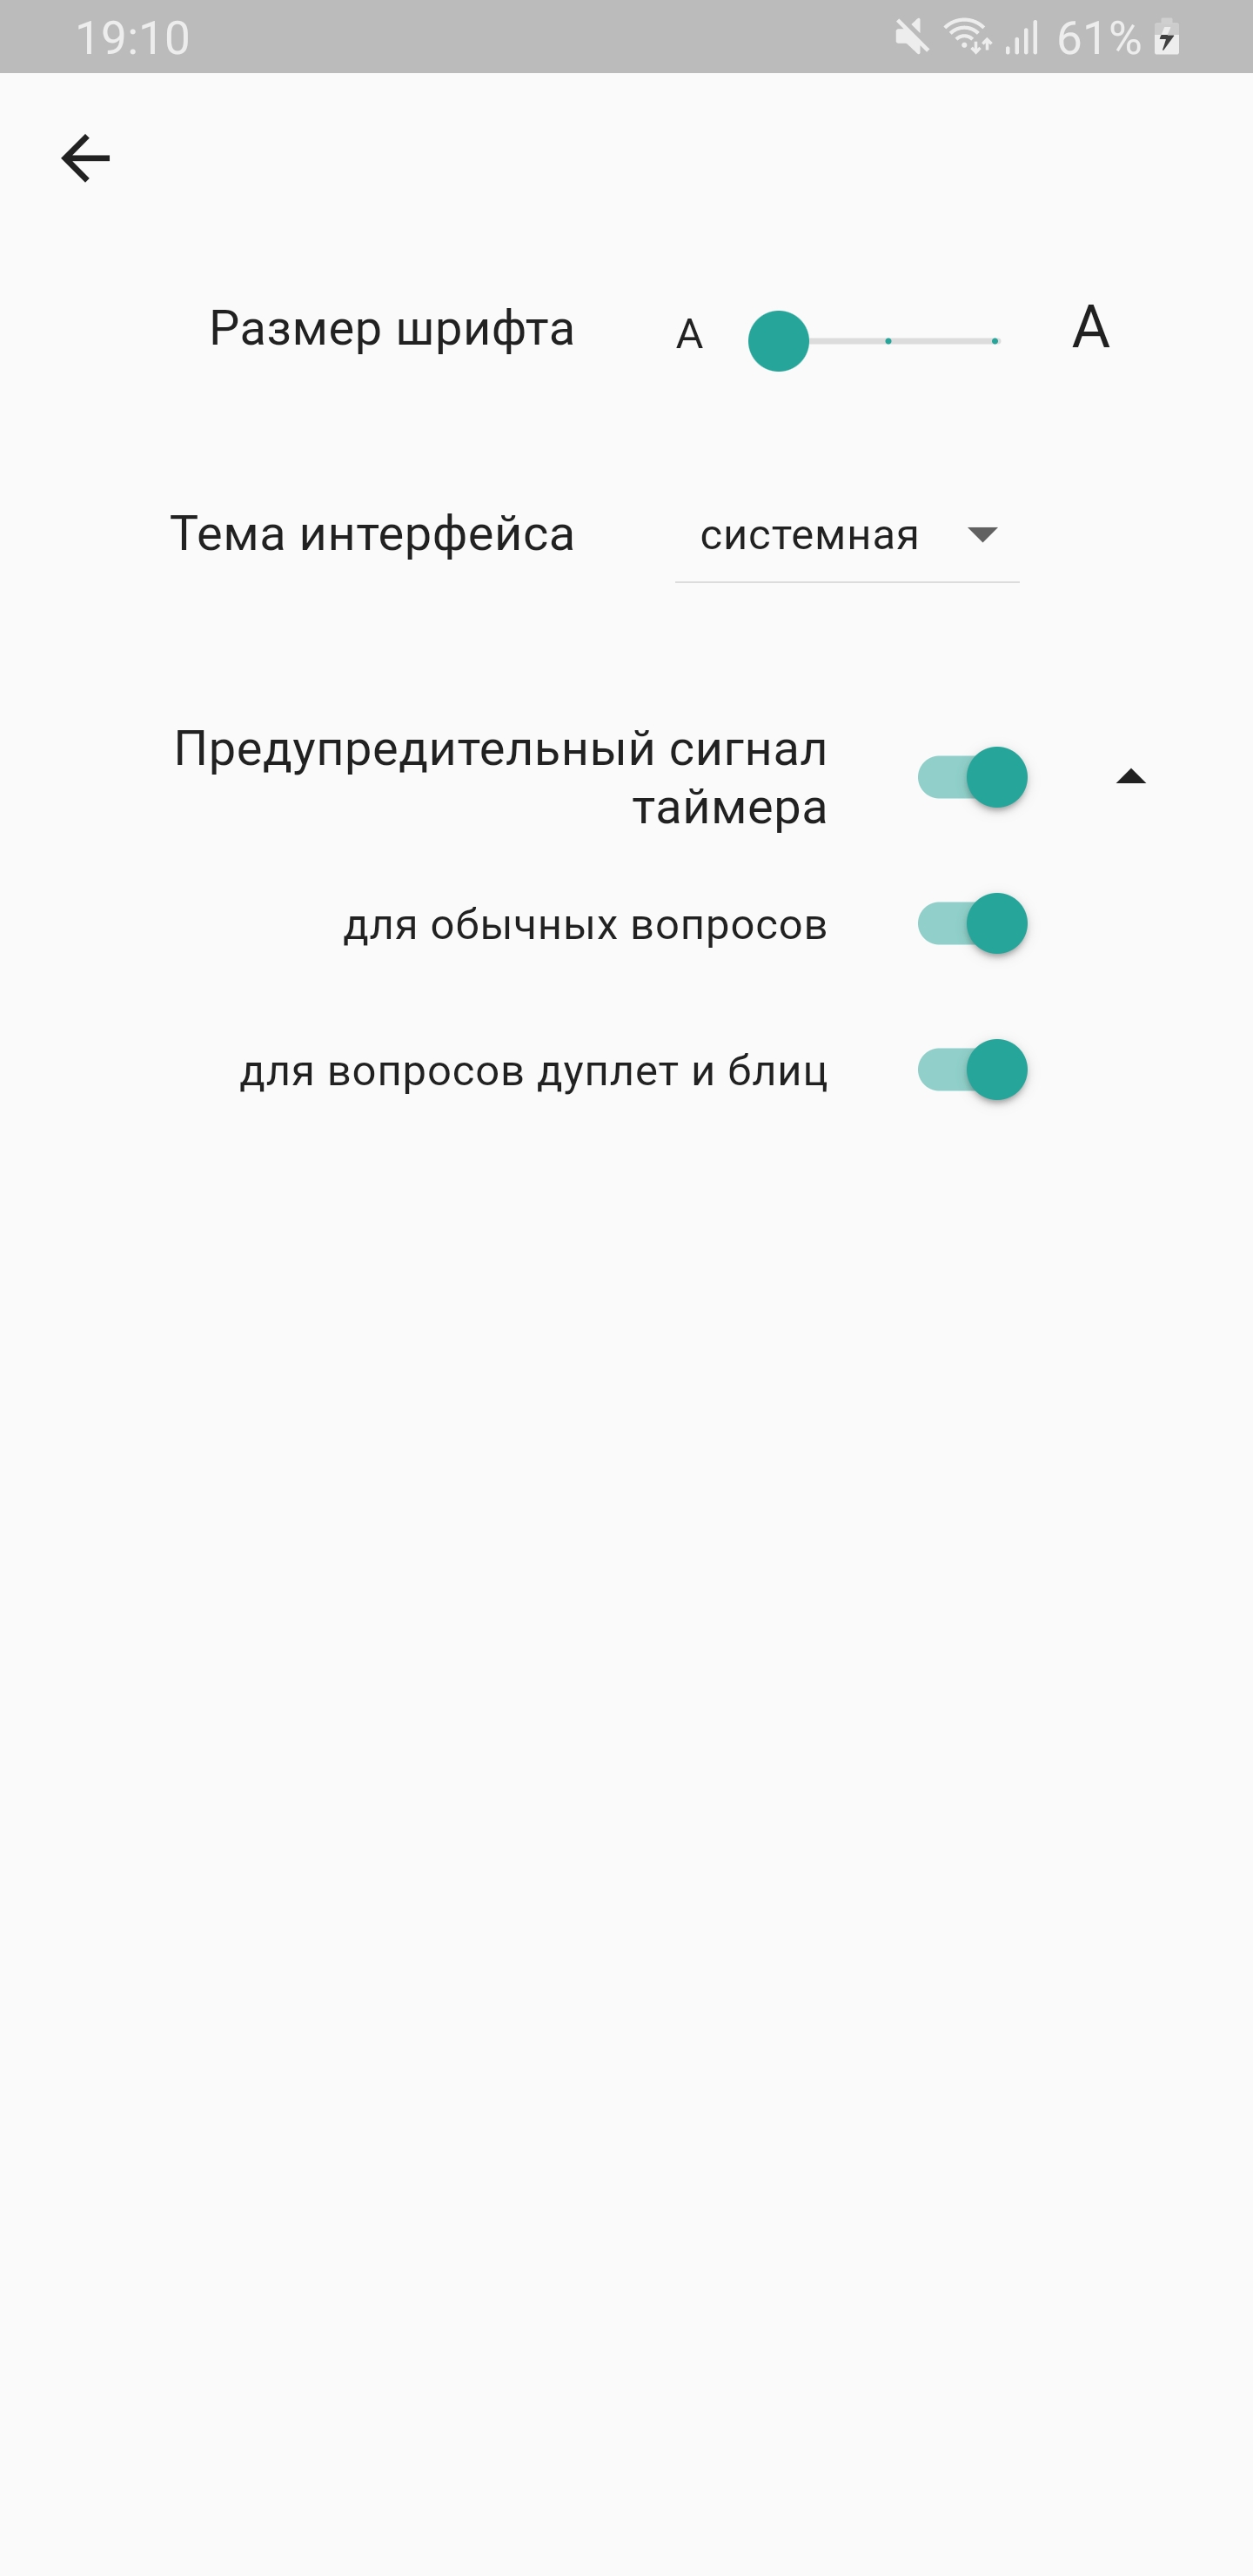 19:10 61%
Размер шрифта A A
Тема интерфейса системная
Предупредительный сигнал
таймера
для обычных вопросов
для вопросов дуплет и блиц